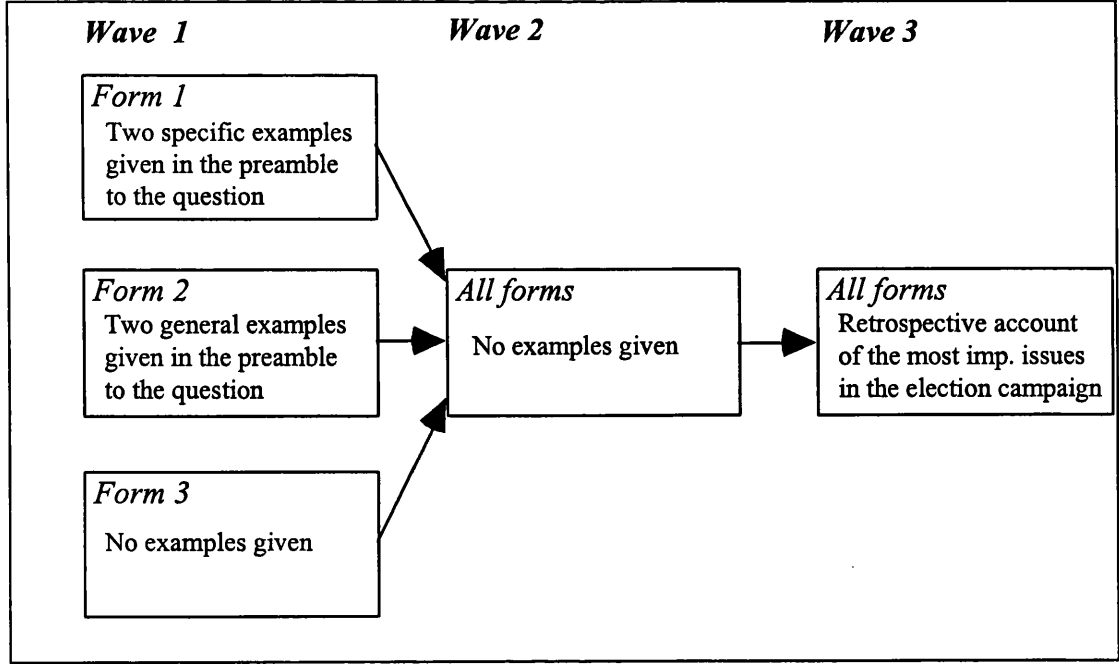 Wave 1
Wave 2
Wave 3
Form 1
Two specific examples
given in the preamble
to the question
Form 2
Two general examples
given in the preamble
to the question
Form 3
No examples given
All forms
No examples given
All forms
Retrospective account
of the most imp. issues
in the election campaign